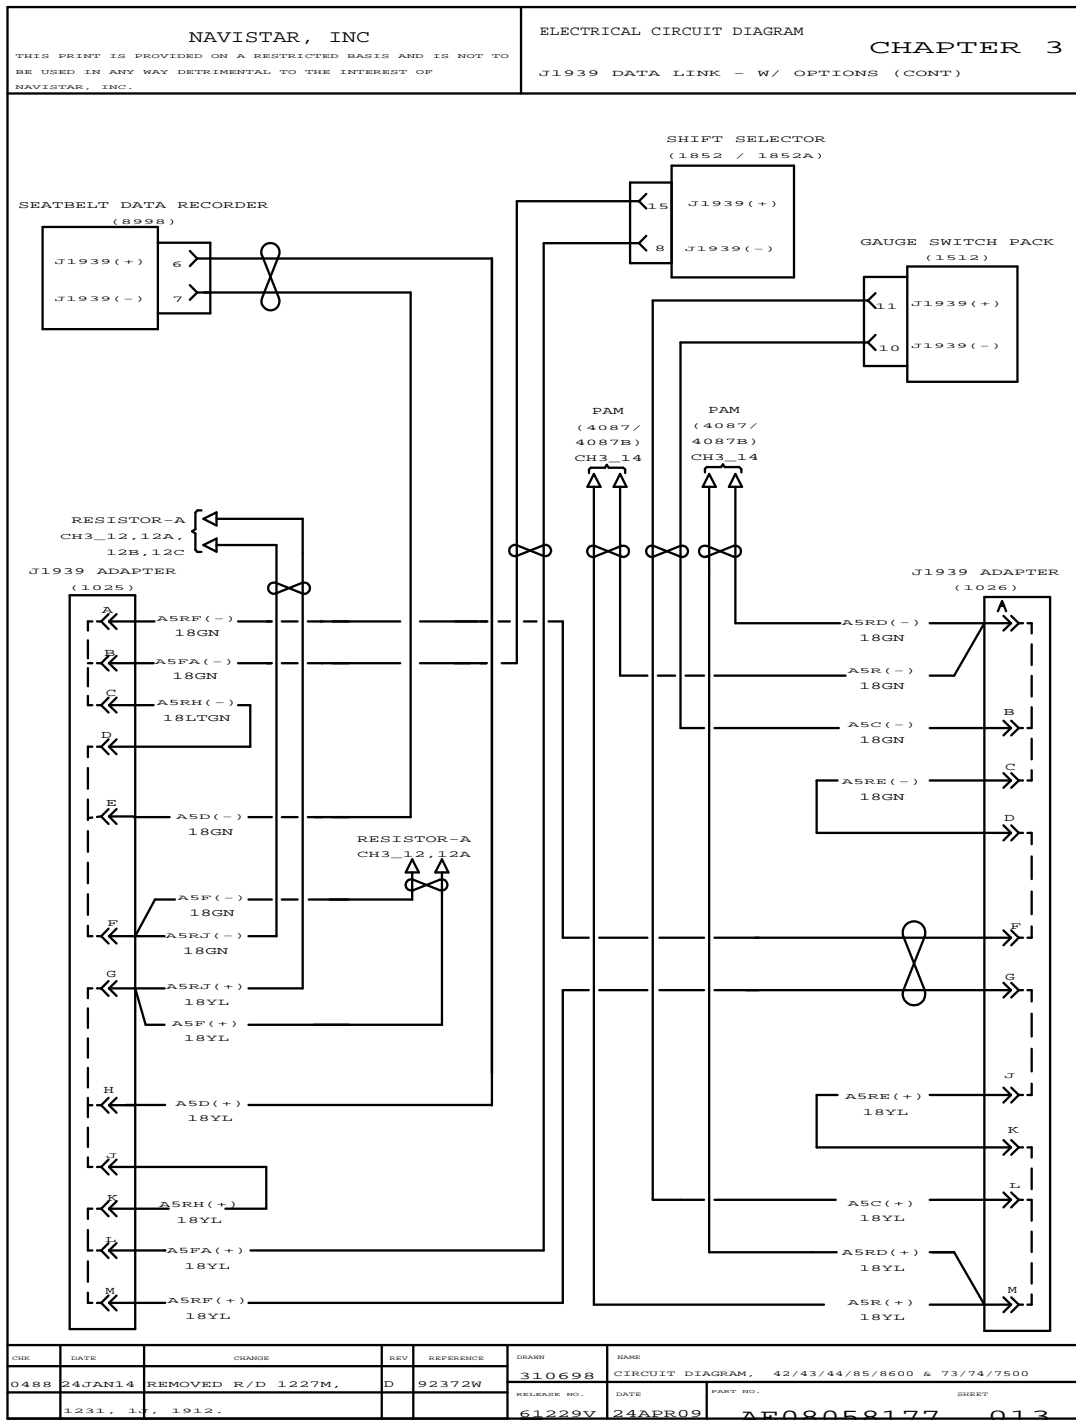 NAVISTAR, INC
THIS PRINT IS PROVIDED ON A RESTRICTED BASIS AND IS NOT TO
BE USED IN ANY WAY DETRIMENTAL TO THE INTEREST OF
NAVISTAR, INC.
ELECTRICAL CIRCUIT DIAGRAM
CHAPTER 3
J1939 DATA LINK - W/ OPTIONS (CONT)
SHIFT SELECTOR
(1852 / 1852A)
15
J1939(+)
8
J1939(-)
SEATBELT DATA RECORDER
(8998)
J1939(+)
6
J1939(-)
7
GAUGE SWITCH PACK
(1512)
11
J1939(+)
10
J1939(-)
PAM
(4087/
4087B)
CH3_14
PAM
(4087/
4087B)
CH3_14
RESISTOR-A
CH3_12,12A,
12B,12C
J1939 ADAPTER
(1025)
A
A5RF(-)
18GN
B
A5FA(-)
18GN
C
A5RH(-)
18LTGN
D
E
A5D(-)
18GN
RESISTOR-A
CH3_12,12A
A5F(-)
18GN
F
A5RJ(-)
18GN
G
A5RJ(+)
18YL
A5F(+)
18YL
H
A5D(+)
18YL
J
K
A5RH(+)
18YL
L
A5FA(+)
18YL
M
A5RF(+)
18YL
J1939 ADAPTER
(1026)
A
A5RD(-)
18GN
A5R(-)
18GN
B
A5C(-)
18GN
C
A5RE(-)
18GN
D
F
G
J
A5RE(+)
18YL
K
L
A5C(+)
18YL
A5RD(+)
18YL
M
A5R(+)
18YL
CHK DATE CHANGE REV REFERENCE
0488 24JAN14 REMOVED R/D 1227M, D 92372W
1231, 1J, 1912.
DRAWN NAME
310698 CIRCUIT DIAGRAM, 42/43/44/85/8600 & 73/74/7500
RELEASE NO. DATE PART NO. SHEET
61229V 24APR09 AE08058177 013